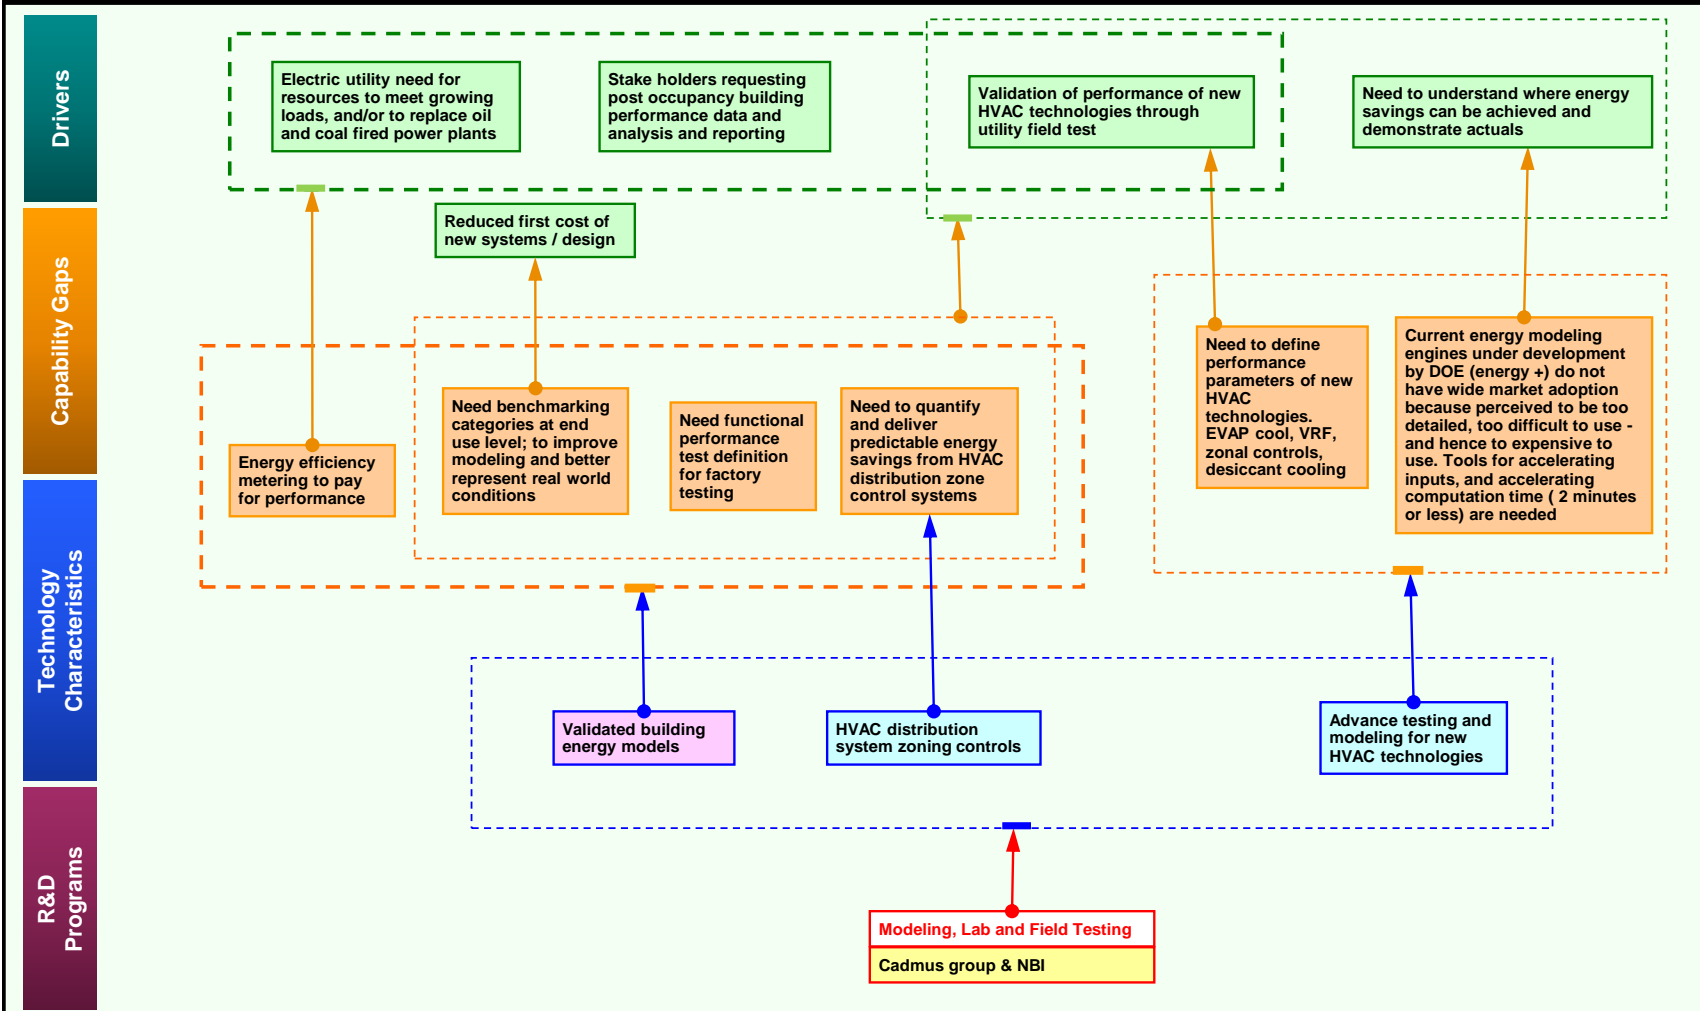 Drivers
Electric utility need for
resources to meet growing
loads, and/or to replace oil
and coal fired power plants
Stake holders requesting
post occupancy building
performance data and
analysis and reporting
Validation of performance of new
HVAC technologies through
utility field test
Need to understand where energy
savings can be achieved and
demonstrate actuals
Reduced first cost of
new systems / design
Capability Gaps
Energy efficiency
metering to pay
for performance
Need benchmarking
categories at end
use level; to improve
modeling and better
represent real world
conditions
Need functional
performance
test definition
for factory
testing
Need to quantify
and deliver
predictable energy
savings from HVAC
distribution zone
control systems
Need to define
performance
parameters of new
HVAC
technologies.
EVAP cool, VRF,
zonal controls,
desiccant cooling
Current energy modeling
engines under development
by DOE (energy +) do not
have wide market adoption
because perceived to be too
detailed, too difficult to use -
and hence to expensive to
use. Tools for accelerating
inputs, and accelerating
computation time ( 2 minutes
or less) are needed
Technology
Characteristics
Validated building
energy models
HVAC distribution
system zoning controls
Advance testing and
modeling for new
HVAC technologies
R&D
Programs
Modeling, Lab and Field Testing
Cadmus group & NBI